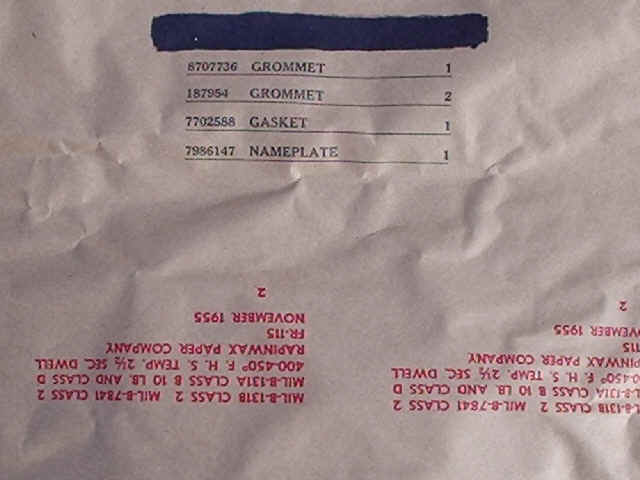 8707736 GROMMET 1
187954 GROMMET 2
7702588 GASKET 1
7986147 NAMEPLATE 1
MIL-B-131B CLASS 2 MIL-B-7841 CLASS 2
MIL-B-131A CLASS B 10 LB. AND CLASS D
400-450° F. H. S. TEMP. 2½ SEC. DWELL
RAPINWAX PAPER COMPANY
FR-115
NOVEMBER 1955
2
L-B-131B CLASS 2 MIL-B-7841 CLASS 2
L-B-131A CLASS B 10 LB. AND CLASS D
0-450° F. H. S. TEMP. 2½ SEC. DWELL
PINWAX PAPER COMPANY
115
VEMBER 1955
2